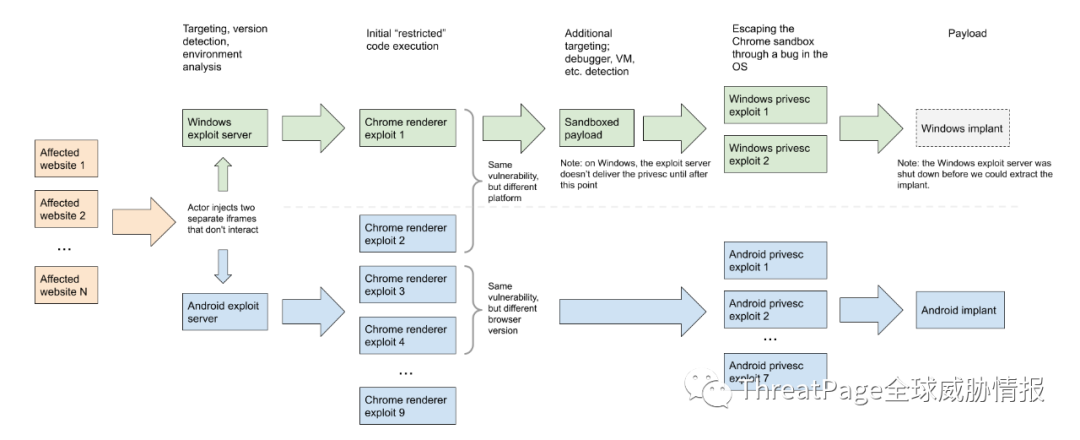 Targeting, version
detection,
environment
analysis
Initial “restricted”
code execution
Additional
targeting;
debugger, VM,
etc. detection
Escaping the
Chrome sandbox
through a bug in the
OS
Payload
Affected
website 1
Affected
website 2
...
Affected
website N
Windows
exploit server
Actor injects two
separate iframes
that don't interact
Android exploit
server
Chrome renderer
exploit 1
Same
vulnerability,
but different
platform
Chrome renderer
exploit 2
Chrome renderer
exploit 3
Same vulnerability,
but different
browser
version
Chrome renderer
exploit 4
...
Chrome renderer
exploit 9
Sandboxed
payload
Note: on Windows, the exploit server
doesn't deliver the privesc until after
this point
Windows privesc
exploit 1
Windows privesc
exploit 2
Windows implant
Note: the Windows exploit server was
shut down before we could extract the
implant.
Android privesc
exploit 1
Android privesc
exploit 2
...
Android privesc
exploit 7
Android implant
ThreatPage全球威胁情报